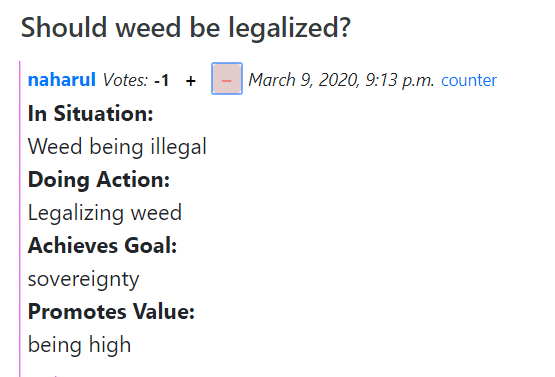 Should weed be legalized?
naharul Votes: -1 + − March 9, 2020, 9:13 p.m. counter
In Situation:
Weed being illegal
Doing Action:
Legalizing weed
Achieves Goal:
sovereignty
Promotes Value:
being high